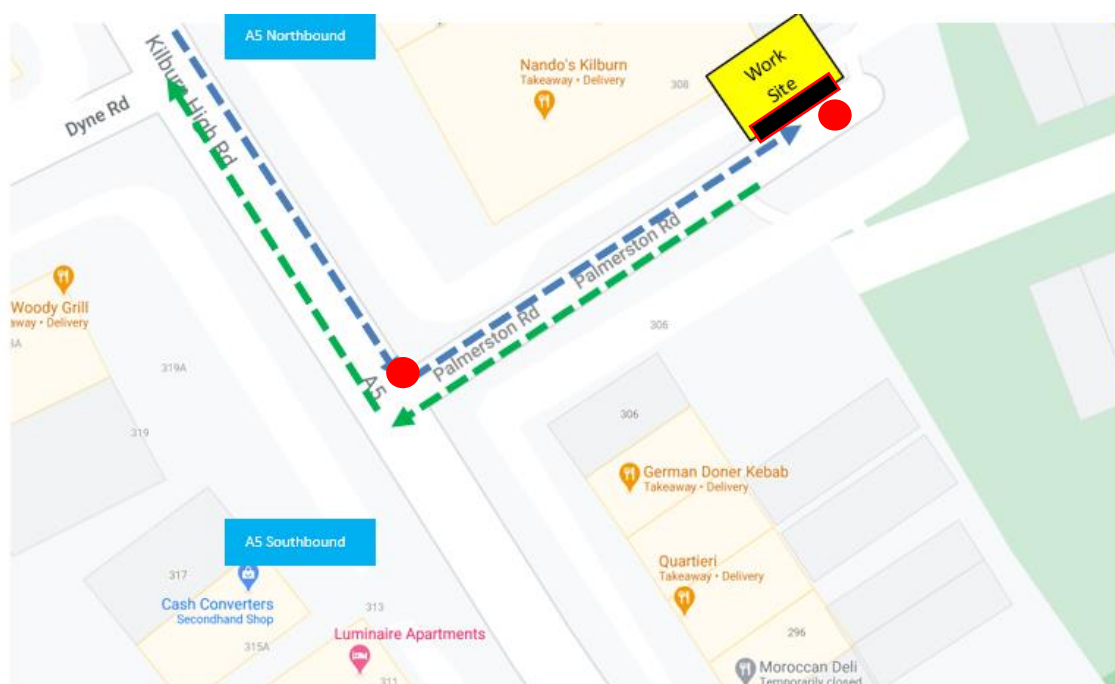 A5 Northbound
Kilburn High Rd
Dyne Rd
Nando's Kilburn
Takeaway • Delivery
308
Work
Site
Palmerston Rd
Palmerston Rd
Woody Grill
away • Delivery
319A
A5
306
319
306
German Doner Kebab
Takeaway • Delivery
A5 Southbound
Quartieri
Takeaway • Delivery
317
Cash Converters
Secondhand Shop
313
315A
Luminaire Apartments
296
311
Moroccan Deli
Temporarily closed